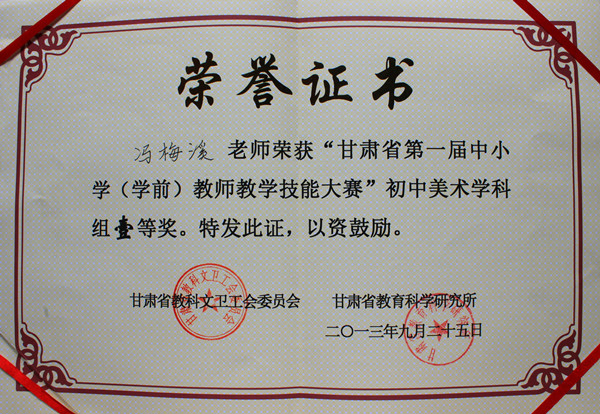 荣誉证书
冯梅 老师荣获“甘肃省第一届中小
学（学前）教师教学技能大赛”初中美术学科
组壹等奖。特发此证，以资鼓励。
甘肃省教科文卫工会委员会
甘肃省教育科学研究所
二〇一三年九月二十五日